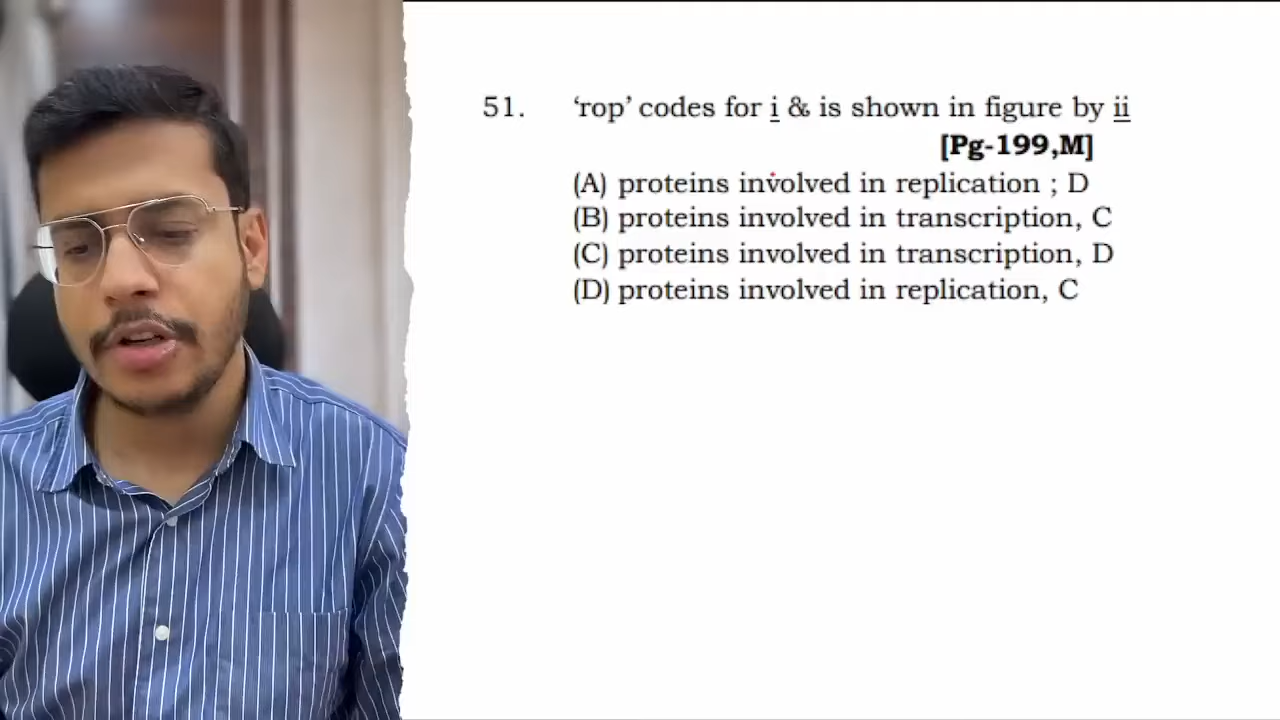 51. ‘rop’ codes for i & is shown in figure by ii
[Pg-199,M]
(A) proteins involved in replication ; D
(B) proteins involved in transcription, C
(C) proteins involved in transcription, D
(D) proteins involved in replication, C